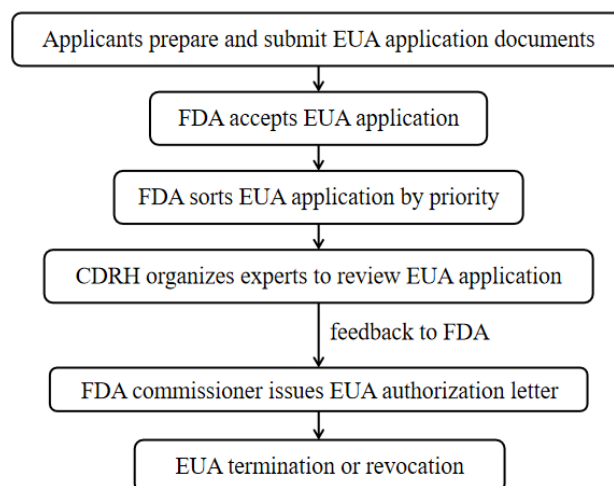 Applicants prepare and submit EUA application documents
FDA accepts EUA application
FDA sorts EUA application by priority
CDRH organizes experts to review EUA application
feedback to FDA
FDA commissioner issues EUA authorization letter
EUA termination or revocation